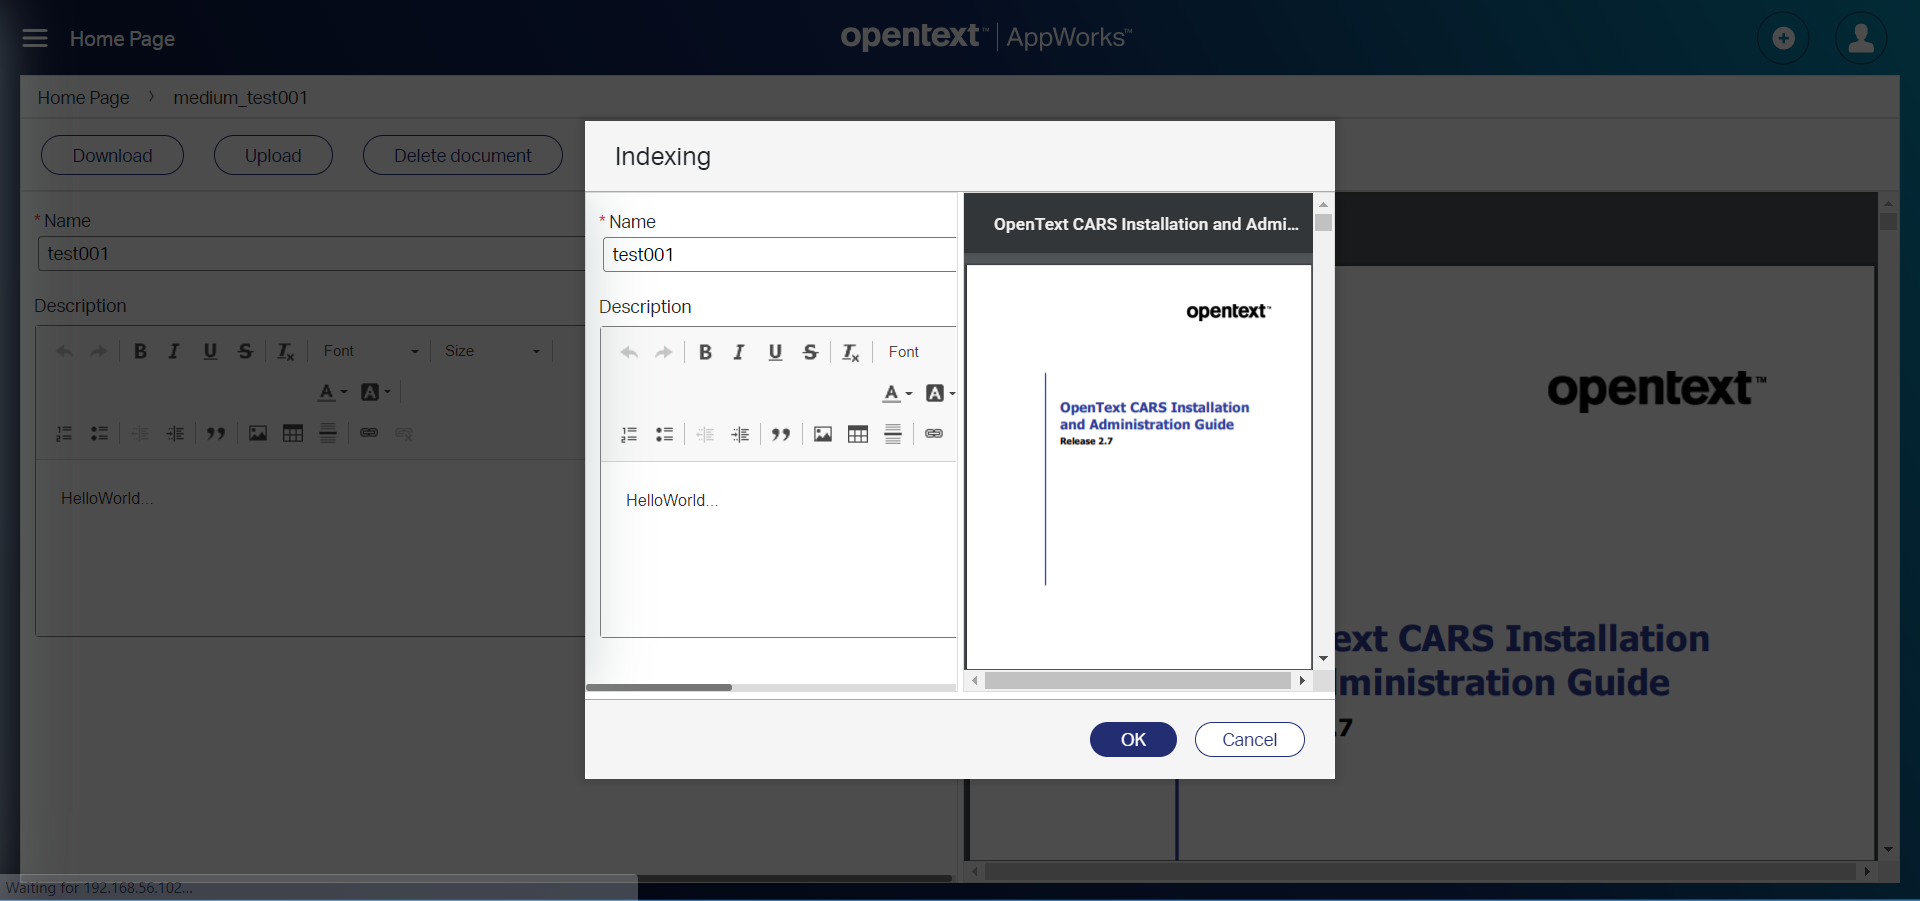 Home Page
opentext™ | AppWorks™
Home Page > medium_test001
Download
Upload
Delete document
* Name
test001
Description
B I U S Tx Font Size
A A
HelloWorld...
Indexing
* Name
test001
Description
B I U S Tx Font
A A
HelloWorld...
OpenText CARS Installation and Admi...
opentext™
OpenText CARS Installation
and Administration Guide
Release 2.7
OK
Cancel
opentext™
ext CARS Installation
ministration Guide
.7
Waiting for 192.168.56.102...